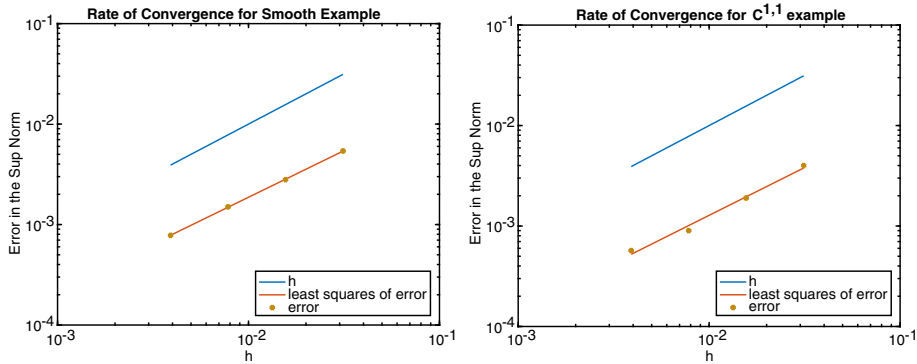 Rate of Convergence for Smooth Example
Error in the Sup Norm
10^-1
10^-2
10^-3
10^-4
10^-3
10^-2
10^-1
h
h
least squares of error
error
Rate of Convergence for C^1,1 example
Error in the Sup Norm
10^-1
10^-2
10^-3
10^-4
10^-3
10^-2
10^-1
h
h
least squares of error
error